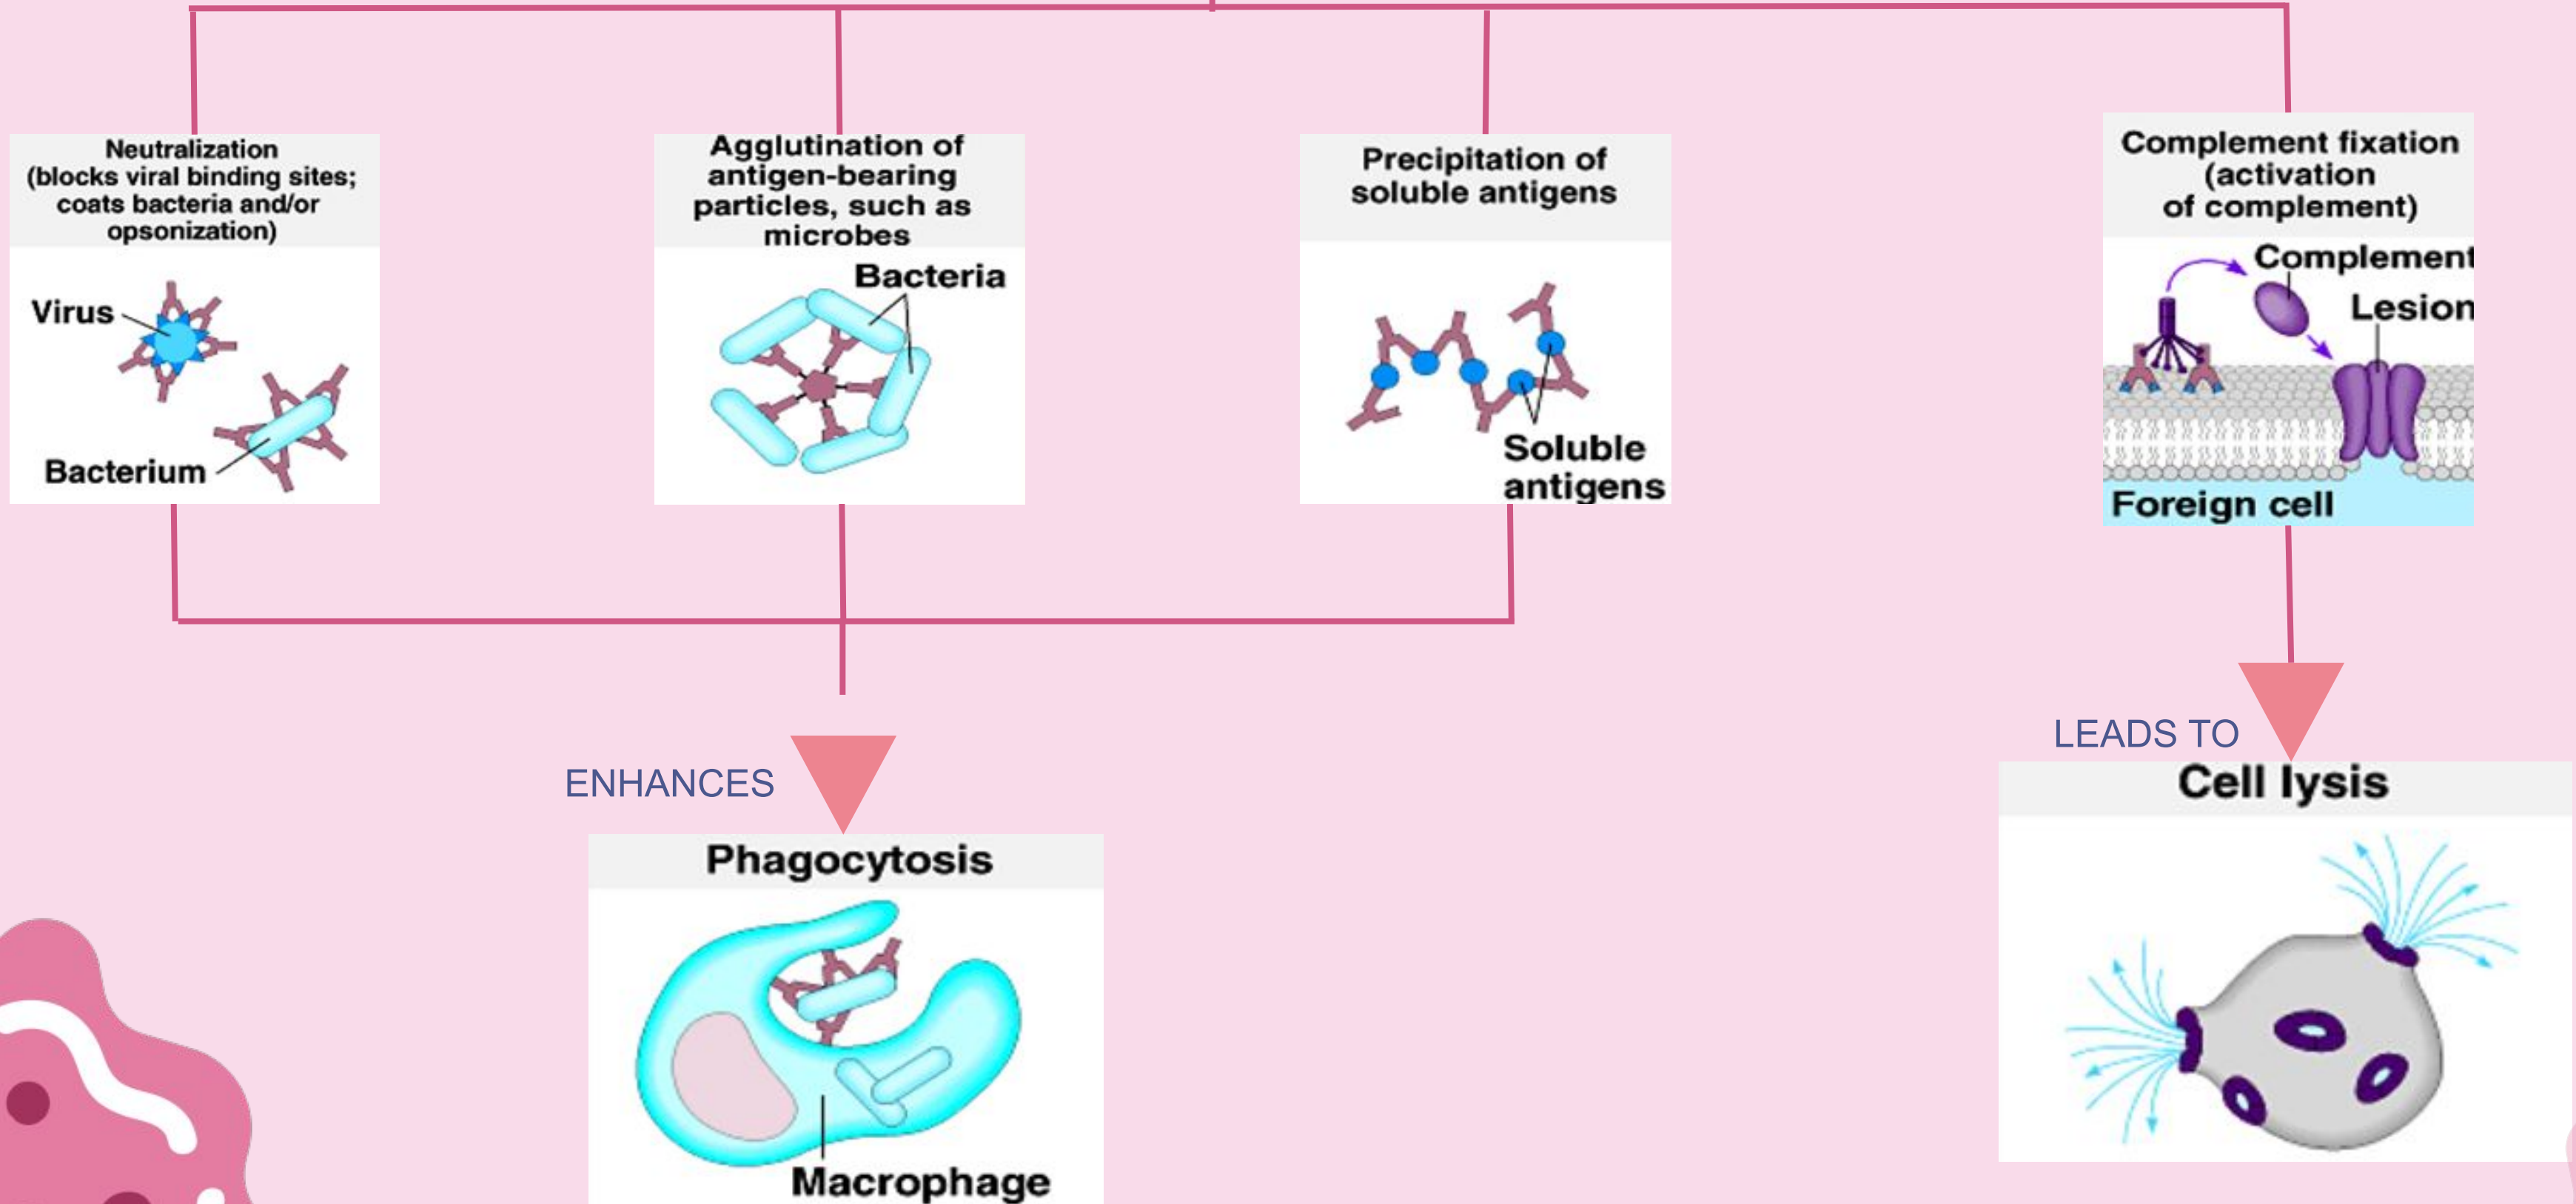 Neutralization
(blocks viral binding sites;
coats bacteria and/or
opsonization)
Virus
Bacterium
Agglutination of
antigen-bearing
particles, such as
microbes
Bacteria
Precipitation of
soluble antigens
Soluble
antigens
Complement fixation
(activation
of complement)
Complement
Lesion
Foreign cell
ENHANCES
Phagocytosis
Macrophage
LEADS TO
Cell lysis